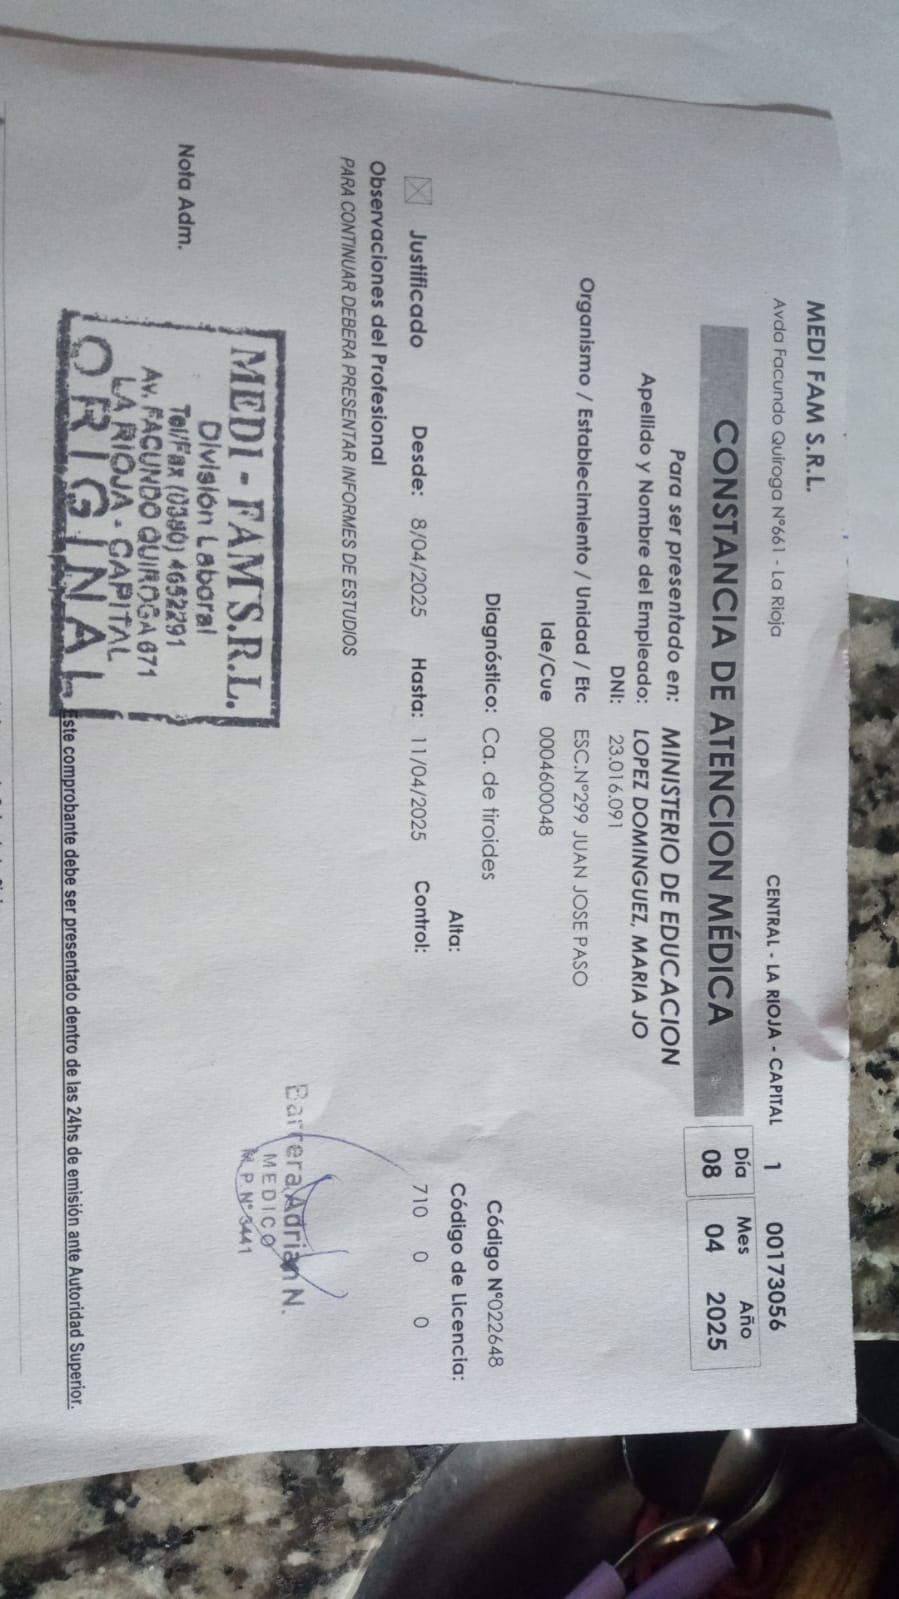 MEDI FAM S.R.L.
Avda Facundo Quiroga N°661 - La Rioja
CENTRAL - LA RIOJA - CAPITAL 1 00173056
CONSTANCIA DE ATENCION MÉDICA
Día Mes Año
08 04 2025
Para ser presentado en: MINISTERIO DE EDUCACION
Apellido y Nombre del Empleado: LOPEZ DOMINGUEZ, MARIA JO
DNI: 23.016.091
Organismo / Establecimiento / Unidad / Etc ESC.N°299 JUAN JOSE PASO
Ide/Cue 0004600048
Diagnóstico: Ca. de tiroides
Código N°022648
Alta:
Código de Licencia:
Justificado Desde: 8/04/2025 Hasta: 11/04/2025 Control: 710 0 0
Observaciones del Profesional
PARA CONTINUAR DEBERA PRESENTAR INFORMES DE ESTUDIOS
Barrera Adrian N.
MEDICO
M.P. N° 3441
MEDI - FAM S.R.L.
División Laboral
Tel/Fax (0380) 4652291
Av. FACUNDO QUIROGA 671
LA RIOJA - CAPITAL
ORIGINAL
Nota Adm.
Este comprobante debe ser presentado dentro de las 24hs de emisión ante Autoridad Superior.